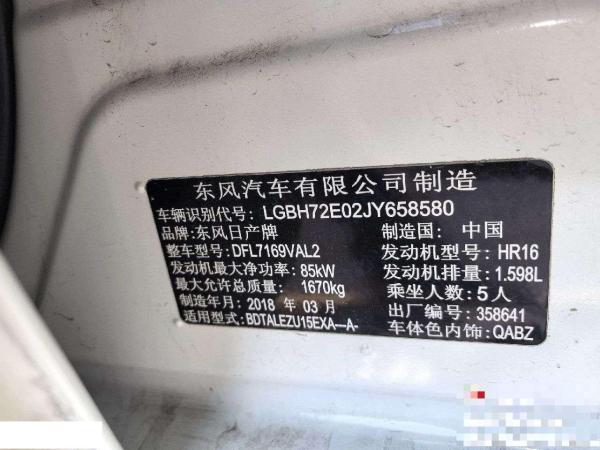 东风汽车有限公司制造
车辆识别代号: LGBH72E02JY658580
品牌:东风日产牌 制造国: 中国
整车型号:DFL7169VAL2 发动机型号:HR16
发动机最大净功率: 85kW 发动机排量:1.598L
最大允许总质量: 1670kg 乘坐人数:5人
制造年月:2018 年 03 月 出厂编号: 358641
适用型号:BDTALEZU15EXA---A- 车体色内饰:QABZ